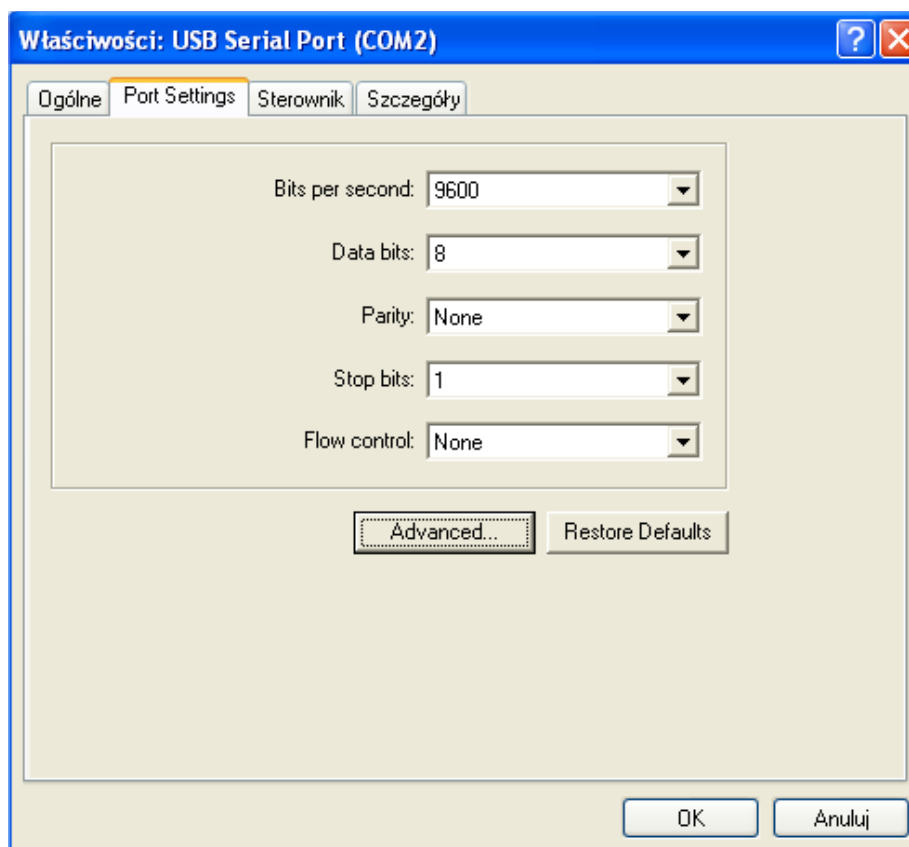 Właściwości: USB Serial Port (COM2)
Ogólne Port Settings Sterownik Szczegóły
Bits per second: 9600
Data bits: 8
Parity: None
Stop bits: 1
Flow control: None
Advanced... Restore Defaults
OK Anuluj